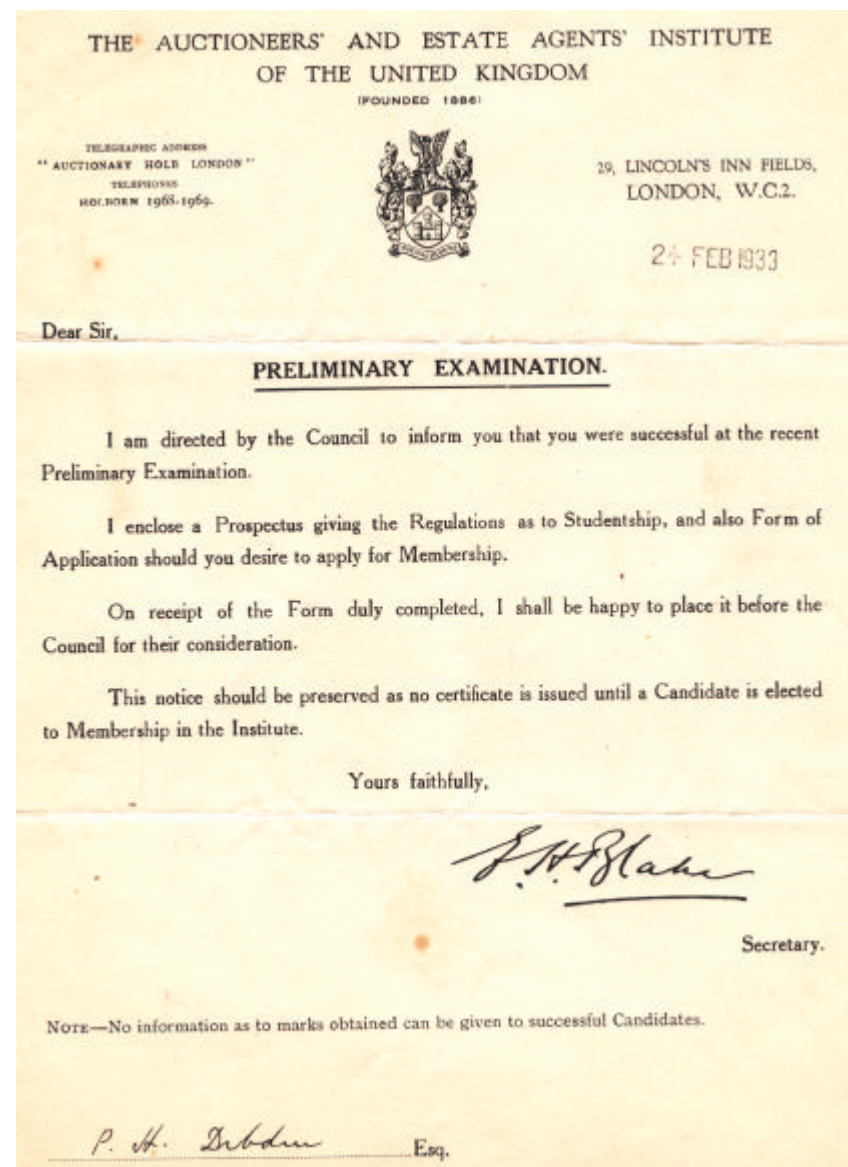 THE AUCTIONEERS' AND ESTATE AGENTS' INSTITUTE
OF THE UNITED KINGDOM
(FOUNDED 1886)
TELEGRAPHIC ADDRESS
"AUCTIONARY HOLB LONDON"
TELEPHONES
HOLBORN 1968-1969.
29, LINCOLN'S INN FIELDS,
LONDON, W.C.2.
24 FEB 1933
Dear Sir,
PRELIMINARY EXAMINATION.
I am directed by the Council to inform you that you were successful at the recent
Preliminary Examination.
I enclose a Prospectus giving the Regulations as to Studentship, and also Form of
Application should you desire to apply for Membership.
On receipt of the Form duly completed, I shall be happy to place it before the
Council for their consideration.
This notice should be preserved as no certificate is issued until a Candidate is elected
to Membership in the Institute.
Yours faithfully,
H. Blake
Secretary.
NOTE—No information as to marks obtained can be given to successful Candidates.
P. H. Esq.